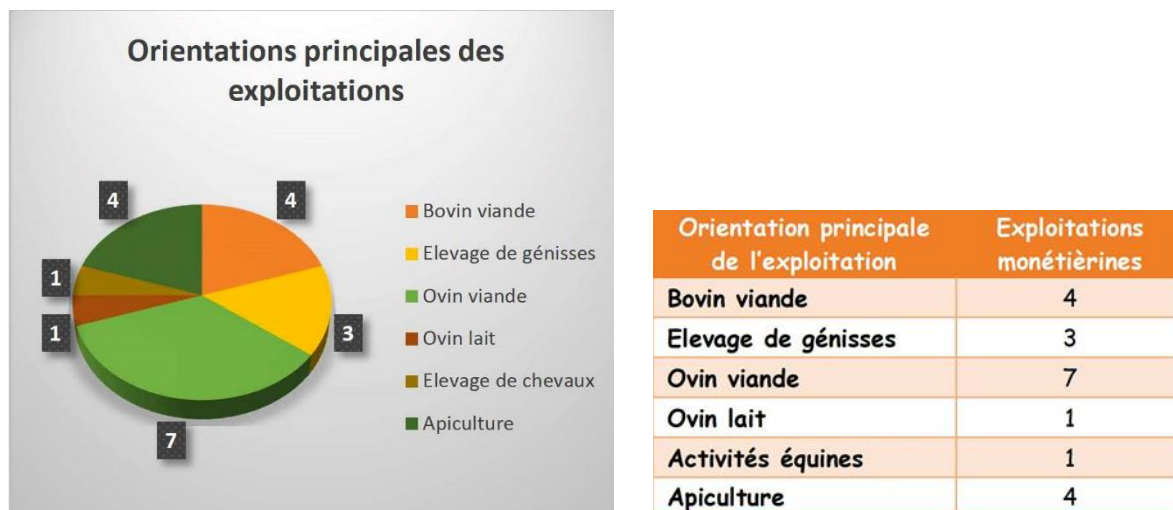 Orientations principales des
exploitations
4
4
1
1
3
7
Bovin viande
Elevage de génisses
Ovin viande
Ovin lait
Elevage de chevaux
Apiculture
Orientation principale
de l'exploitation
Exploitations
monétièrines
Bovin viande 4
Elevage de génisses 3
Ovin viande 7
Ovin lait 1
Activités équines 1
Apiculture 4